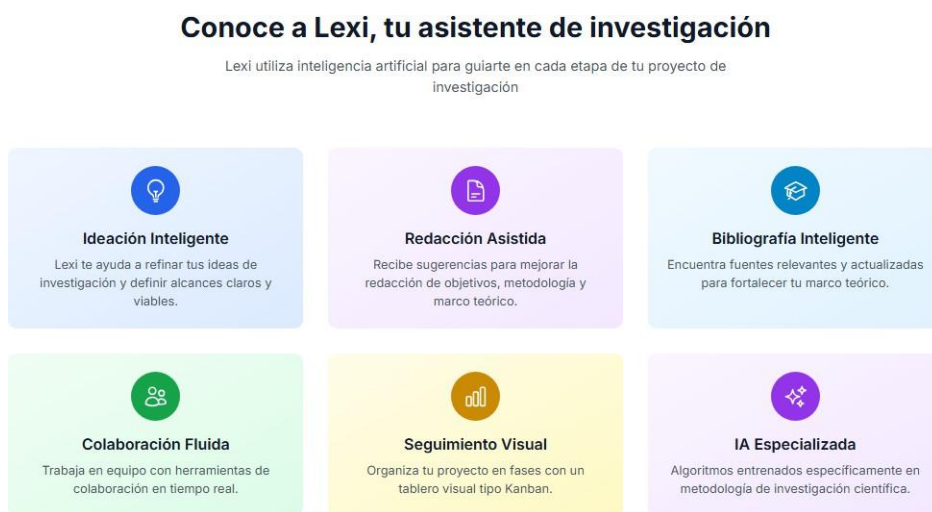 Conoce a Lexi, tu asistente de investigación
Lexi utiliza inteligencia artificial para guiarte en cada etapa de tu proyecto de
investigación
Ideación Inteligente
Lexi te ayuda a refinar tus ideas de
investigación y definir alcances claros y
viables.
Redacción Asistida
Recibe sugerencias para mejorar la
redacción de objetivos, metodología y
marco teórico.
Bibliografía Inteligente
Encuentra fuentes relevantes y actualizadas
para fortalecer tu marco teórico.
Colaboración Fluida
Trabaja en equipo con herramientas de
colaboración en tiempo real.
Seguimiento Visual
Organiza tu proyecto en fases con un
tablero visual tipo Kanban.
IA Especializada
Algoritmos entrenados específicamente en
metodología de investigación científica.